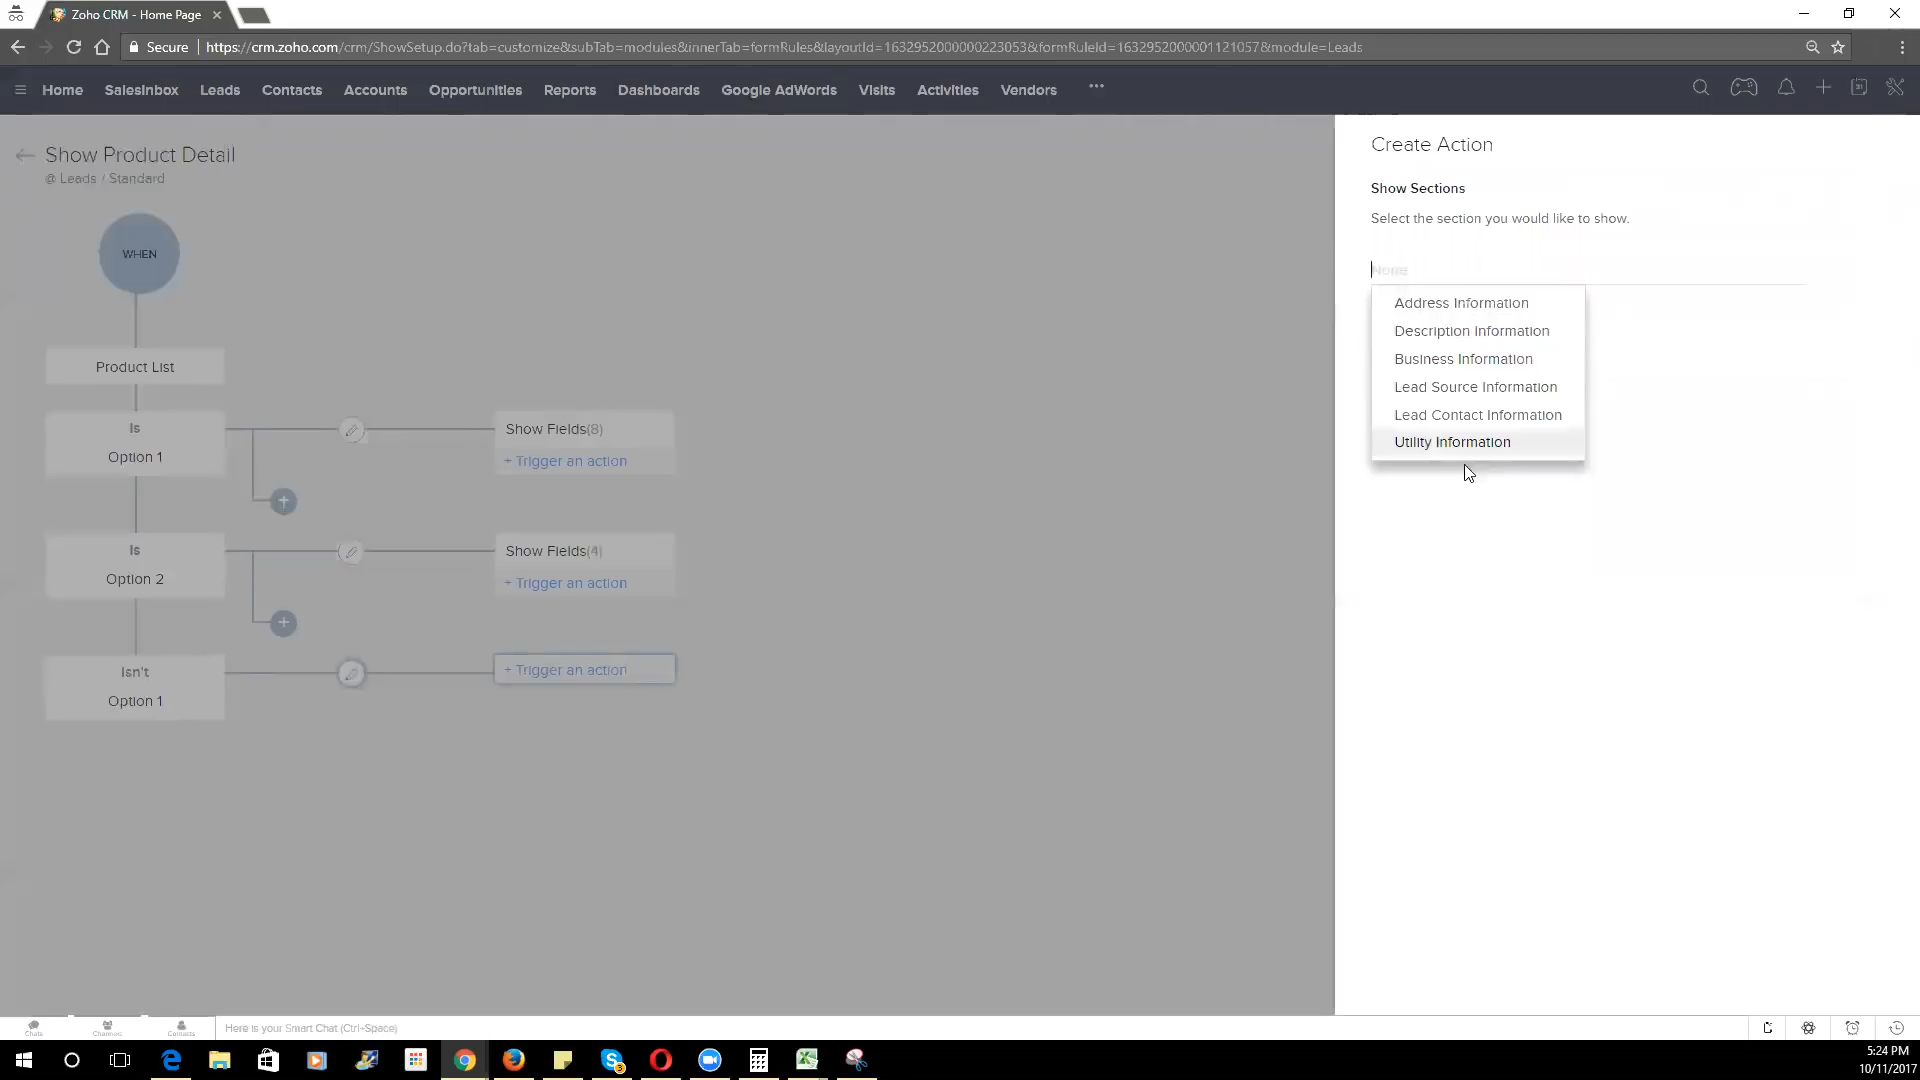 Zoho CRM - Home Page
Secure https://crm.zoho.com/crm/ShowSetup.do?tab=customize&subTab=modules&innerTab=formRules&layoutId=1632952000000223053&formRuleId=1632952000001121057&module=Leads
Home SalesInbox Leads Contacts Accounts Opportunities Reports Dashboards Google AdWords Visits Activities Vendors ...
Show Product Detail
@ Leads / Standard
WHEN
Product List
Is
Option 1
Show Fields(8)
+ Trigger an action
Is
Option 2
Show Fields(4)
+ Trigger an action
Isn't
Option 1
+ Trigger an action
Create Action
Show Sections
Select the section you would like to show.
None
Address Information
Description Information
Business Information
Lead Source Information
Lead Contact Information
Utility Information
Chats Channels Contacts
Here is your Smart Chat (Ctrl+Space)
3
5:24 PM
10/11/2017